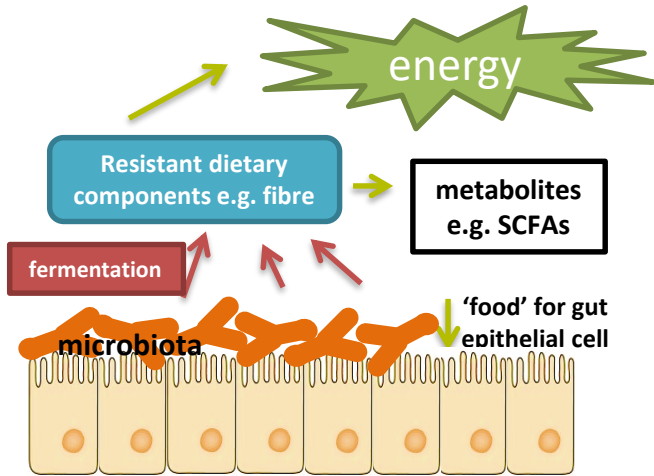 energy
Resistant dietary
components e.g. fibre
metabolites
e.g. SCFAs
fermentation
'food' for gut
epithelial cell
microbiota